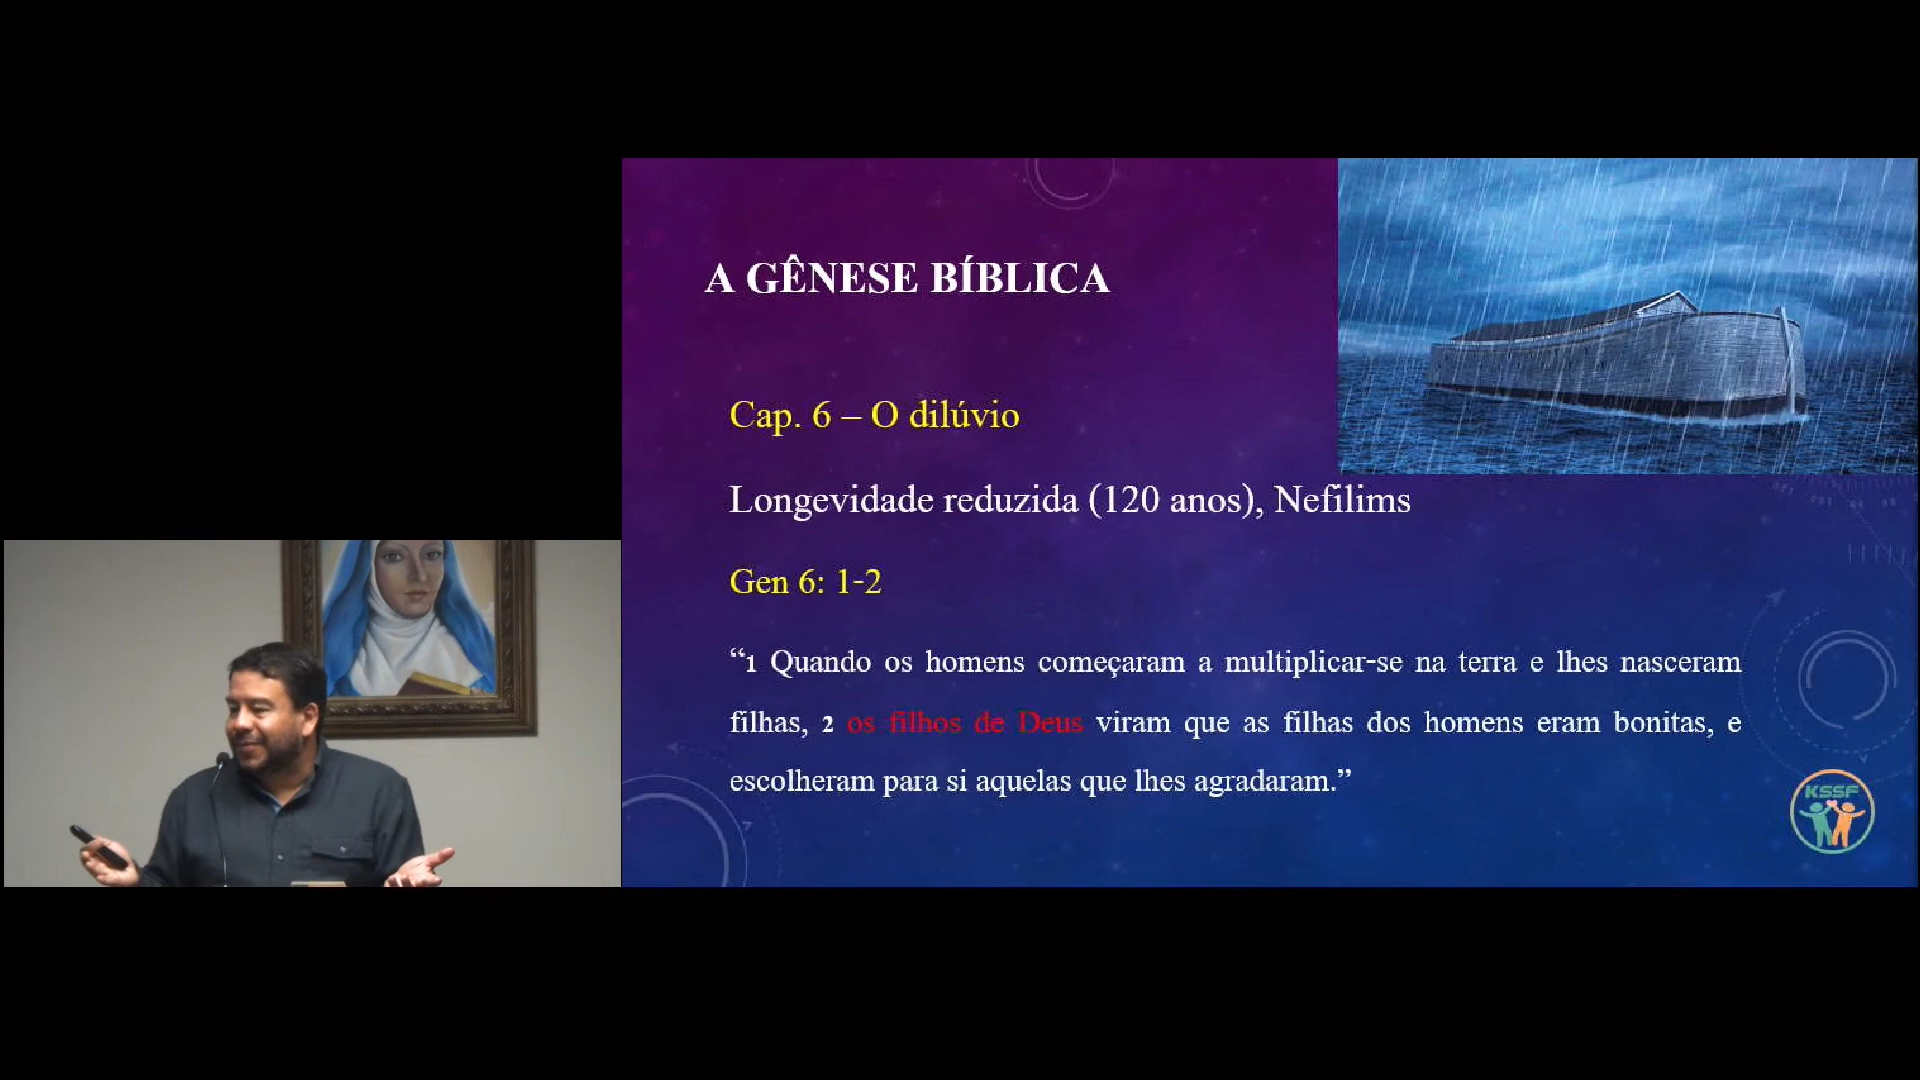 A GÊNESE BÍBLICA
Cap. 6 – O dilúvio
Longevidade reduzida (120 anos), Nefilims
Gen 6: 1-2
“1 Quando os homens começaram a multiplicar-se na terra e lhes nasceram
filhas, 2 os filhos de Deus viram que as filhas dos homens eram bonitas, e
escolheram para si aquelas que lhes agradaram.”
KSSF